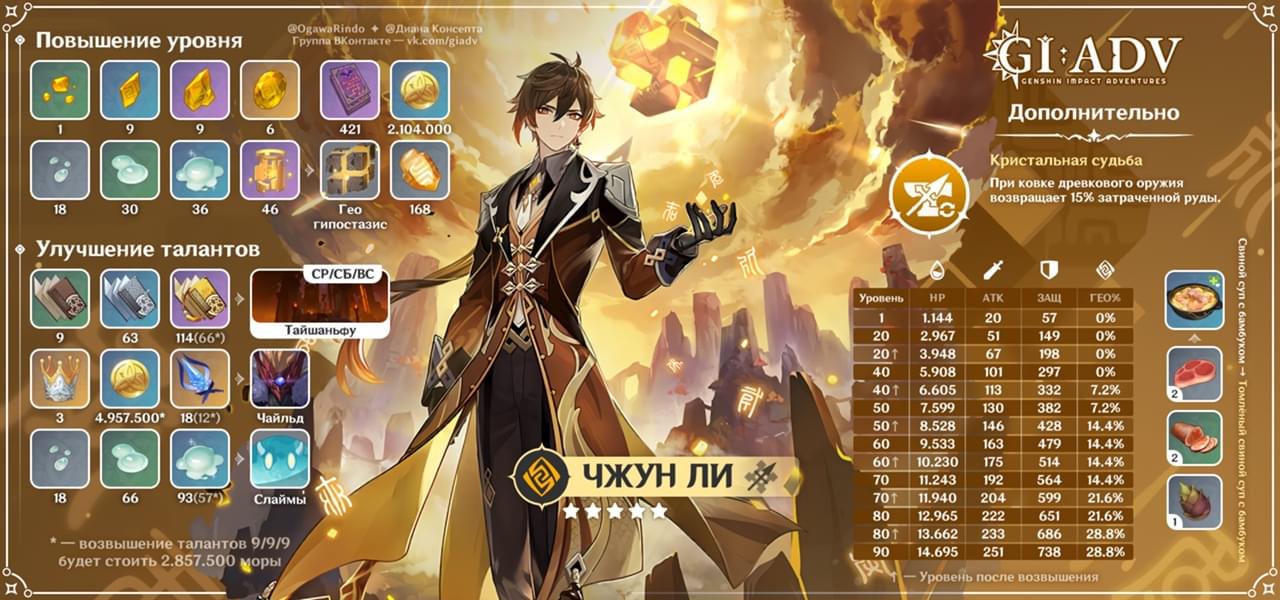 Повышение уровня
@OgawaRindo ✦ @Диана Консепта
Группа ВКонтакте — vk.com/giadv
1 9 9 6 421 2.104.000
18 30 36 46 Гео гипостазис 168
Улучшение талантов
9 63 114(66*)
СР/СБ/ВС
Тайшаньфу
3 4.957.500* 18(12*) Чайльд
18 66 93(57*) Слаймы
* — возвышение талантов 9/9/9
будет стоить 2.857.500 моры
ЧЖУН ЛИ
GI:ADV
GENSHIN IMPACT ADVENTURES
Дополнительно
Кристальная судьба
При ковке древкового оружия
возвращает 15% затраченной руды.
Уровень HP АТК ЗАЩ ГЕО%
1 1.144 20 57 0%
20 2.967 51 149 0%
20↑ 3.948 67 198 0%
40 5.908 101 297 0%
40↑ 6.605 113 332 7.2%
50 7.599 130 382 7.2%
50↑ 8.528 146 428 14.4%
60 9.533 163 479 14.4%
60↑ 10.230 175 514 14.4%
70 11.243 192 564 14.4%
70↑ 11.940 204 599 21.6%
80 12.965 222 651 21.6%
80↑ 13.662 233 686 28.8%
90 14.695 251 738 28.8%
↑ — Уровень после возвышения
2
2
1
Свиной суп с бамбуком → Томлёный свиной суп с бамбуком